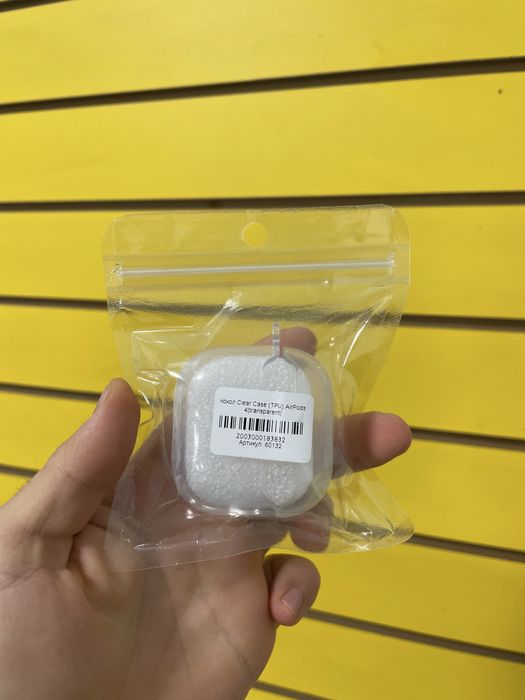 Чохол Clear Case (TPU) AirPods
4(transparent)
2003000183832
Артикул: 60132